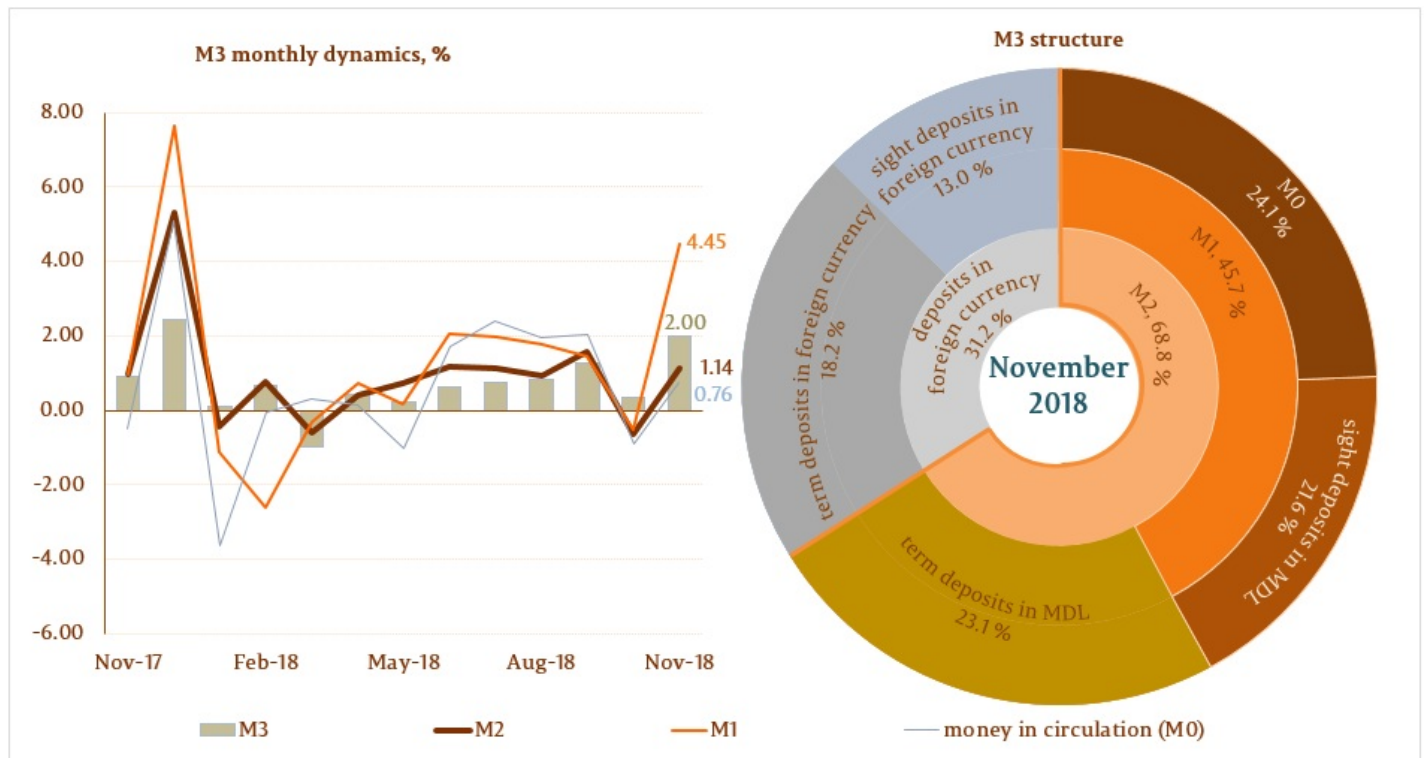 M3 monthly dynamics, %
8.00
6.00
4.00
2.00
0.00
-2.00
-4.00
-6.00
Nov-17
Feb-18
May-18
Aug-18
Nov-18
4.45
2.00
1.14
0.76
M3 structure
M0
24.1 %
sight deposits in MDL
21.6 %
M1, 45.7 %
M2, 68.8 %
term deposits in MDL
23.1 %
term deposits in foreign currency
18.2 %
sight deposits in
foreign currency
13.0 %
deposits in
foreign currency
31.2 %
November
2018
M3
M2
M1
money in circulation (M0)